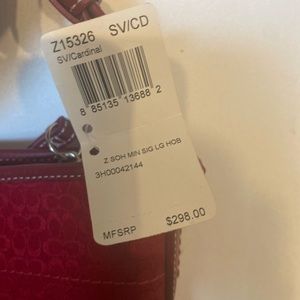 Z15326 SV/CD
SV/Cardinal
8 85135 13688 2
Z SOH MIN SIG LG HOB
3H00042144
$298.00
MFSRP